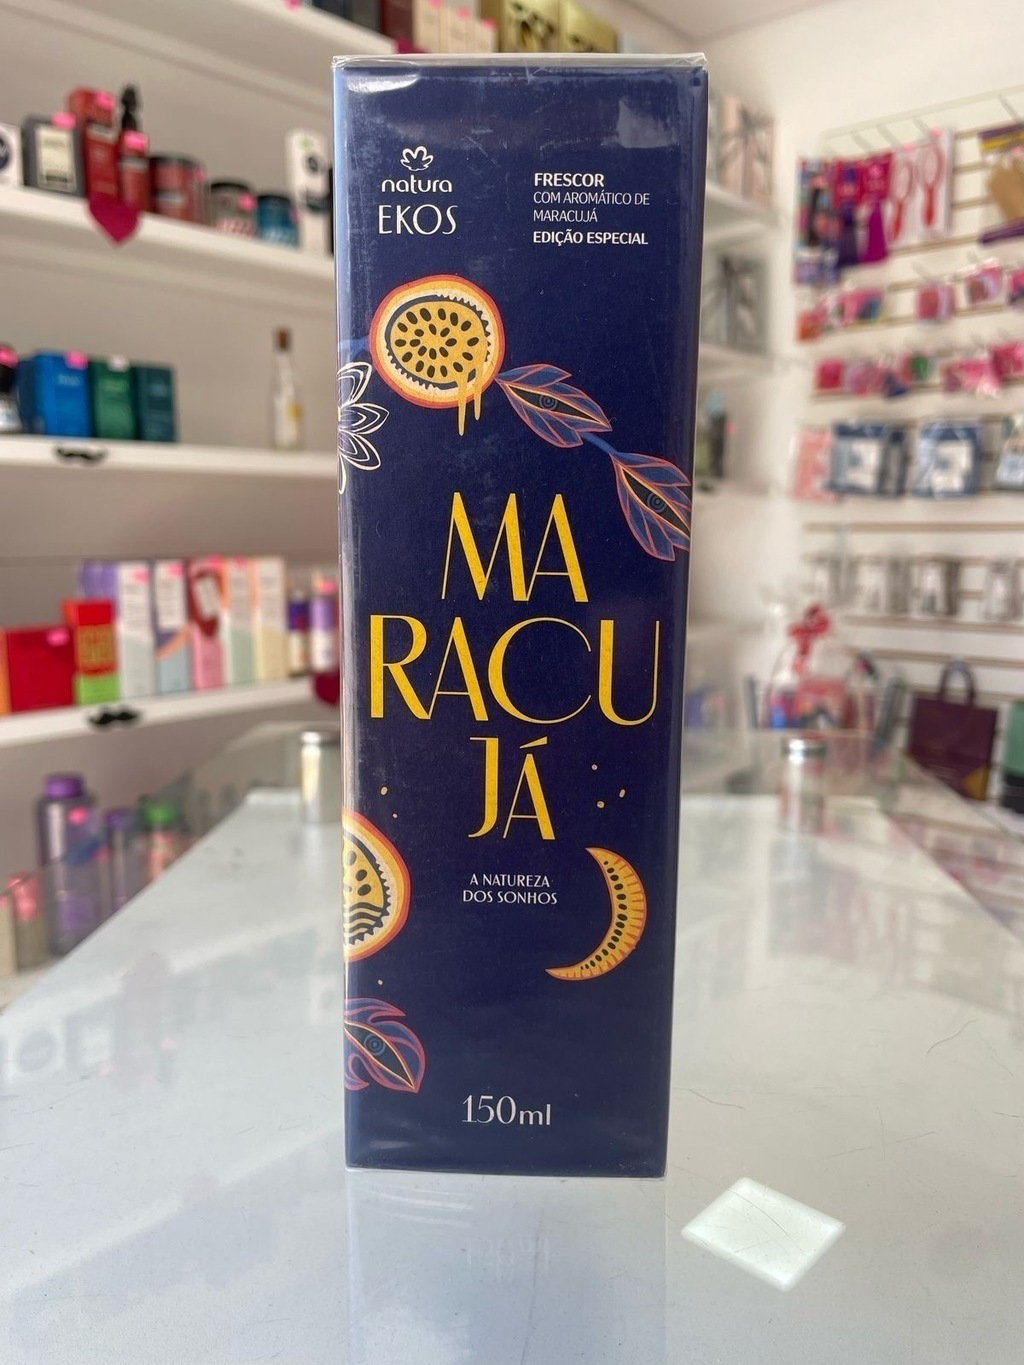 natura
EKOS
FRESCOR
COM AROMÁTICO DE
MARACUJÁ
EDIÇÃO ESPECIAL
MA
RACU
JÁ
A NATUREZA
DOS SONHOS
150ml